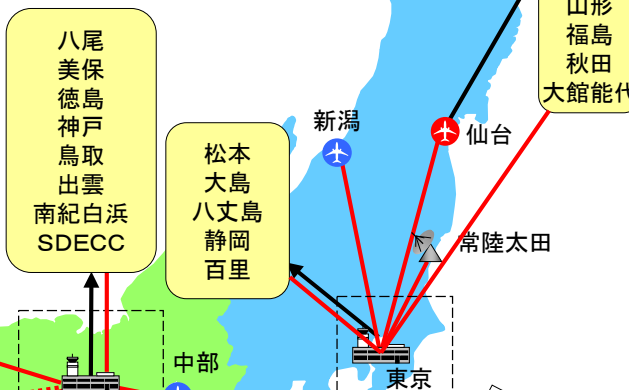 八尾
美保
徳島
神戸
鳥取
出雲
南紀白浜
SDECC
松本
大島
八丈島
静岡
百里
山形
福島
秋田
大館能代
新潟
仙台
常陸太田
中部
東京